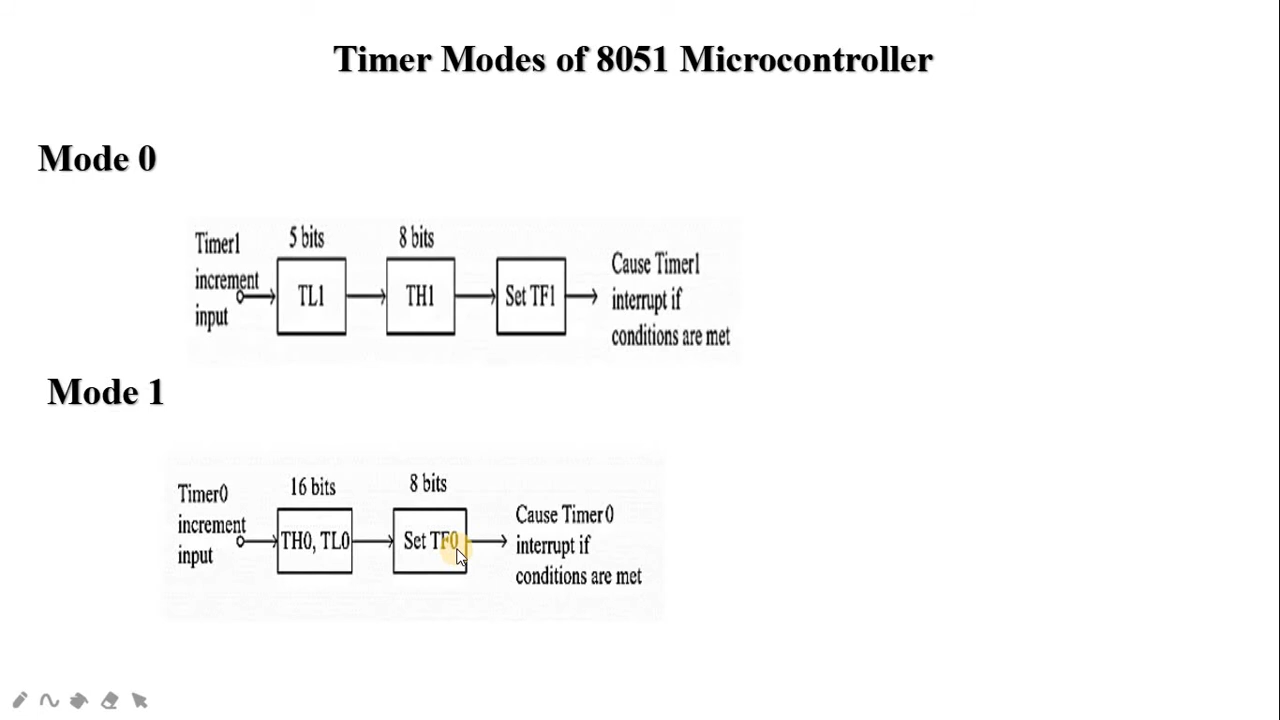 Timer Modes of 8051 Microcontroller
Mode 0
Timer1
increment
input
5 bits
TL1
8 bits
TH1
Set TF1
Cause Timer1
interrupt if
conditions are met
Mode 1
Timer0
increment
input
16 bits
TH0, TL0
8 bits
Set TF0
Cause Timer0
interrupt if
conditions are met